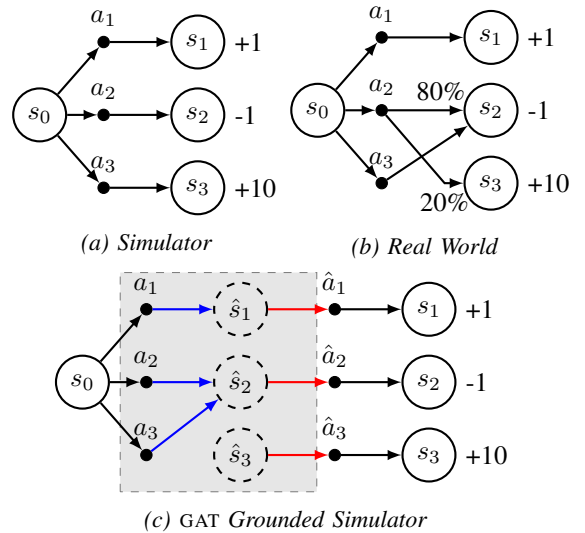 a₁ s₁ +1
s₀ a₂ s₂ -1
a₃ s₃ +10
(a) Simulator
a₁ s₁ +1
s₀ a₂ 80% s₂ -1
a₃ 20% s₃ +10
(b) Real World
a₁ ŝ₁ â₁ s₁ +1
s₀ a₂ ŝ₂ â₂ s₂ -1
a₃ ŝ₃ â₃ s₃ +10
(c) GAT Grounded Simulator